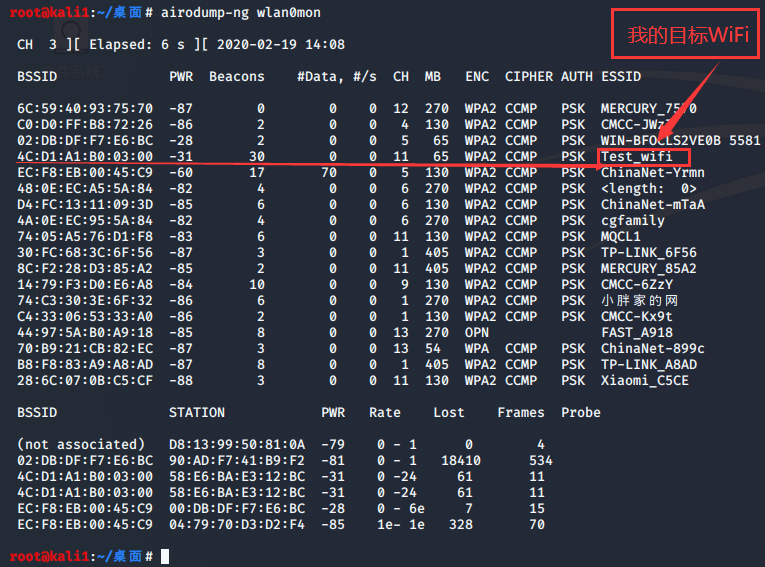 root@kali1:~/桌面# airodump-ng wlan0mon
我的目标WiFi
CH 3 ][ Elapsed: 6 s ][ 2020-02-19 14:08
BSSID PWR Beacons #Data, #/s CH MB ENC CIPHER AUTH ESSID
6C:59:40:93:75:70 -87 0 0 0 12 270 WPA2 CCMP PSK MERCURY_7570
C0:D0:FF:B8:72:26 -86 2 0 0 4 130 WPA2 CCMP PSK
02:DB:DF:F7:E6:BC -28 2 0 0 5 65 WPA2 CCMP PSK WIN-BFOCLS2VE0B 5581
4C:D1:A1:B0:03:00 -31 30 0 0 11 65 WPA2 CCMP PSK Test_wifi
EC:F8:EB:00:45:C9 -60 17 70 0 5 130 WPA2 CCMP PSK ChinaNet-Yrmn
48:0E:EC:A5:5A:84 -82 4 0 0 6 270 WPA2 CCMP PSK <length: 0>
D4:FC:13:11:09:3D -85 6 0 0 6 130 WPA2 CCMP PSK ChinaNet-mTaA
4A:0E:EC:95:5A:84 -82 4 0 0 6 270 WPA2 CCMP PSK cgfamily
74:05:A5:76:D1:F8 -83 6 0 0 11 130 WPA2 CCMP PSK MQCL1
30:FC:68:3C:6F:56 -87 3 0 0 1 405 WPA2 CCMP PSK TP-LINK_6F56
8C:F2:28:D3:85:A2 -85 2 0 0 11 405 WPA2 CCMP PSK MERCURY_85A2
14:79:F3:D0:E6:A8 -84 10 0 0 9 130 WPA2 CCMP PSK CMCC-6ZzY
74:C3:30:3E:6F:32 -86 6 0 0 1 270 WPA2 CCMP PSK 小胖家的网
C4:33:06:53:33:A0 -86 2 0 0 1 130 WPA2 CCMP PSK CMCC-Kx9t
44:97:5A:B0:A9:18 -85 8 0 0 13 270 OPN FAST_A918
70:B9:21:CB:82:EC -87 3 0 0 13 54 WPA CCMP PSK ChinaNet-899c
B8:F8:83:A9:A8:AD -87 8 0 0 1 405 WPA2 CCMP PSK TP-LINK_A8AD
28:6C:07:0B:C5:CF -88 3 0 0 11 130 WPA2 CCMP PSK Xiaomi_C5CE
BSSID STATION PWR Rate Lost Frames Probe
(not associated) D8:13:99:50:81:0A -79 0 - 1 0 4
02:DB:DF:F7:E6:BC 90:AD:F7:41:B9:F2 -81 0 - 1 18410 534
4C:D1:A1:B0:03:00 58:E6:BA:E3:12:BC -31 0 -24 61 11
4C:D1:A1:B0:03:00 58:E6:BA:E3:12:BC -31 0 -24 61 11
EC:F8:EB:00:45:C9 00:DB:DF:F7:E6:BC -28 0 - 6e 7 15
EC:F8:EB:00:45:C9 04:79:70:D3:D2:F4 -85 1e- 1e 328 70
root@kali1:~/桌面#